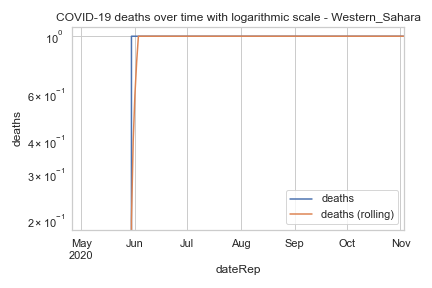 COVID-19 deaths over time with logarithmic scale - Western_Sahara
10⁰
6 × 10⁻¹
4 × 10⁻¹
3 × 10⁻¹
2 × 10⁻¹
deaths
deaths
deaths (rolling)
May Jun Jul Aug Sep Oct Nov
2020
dateRep